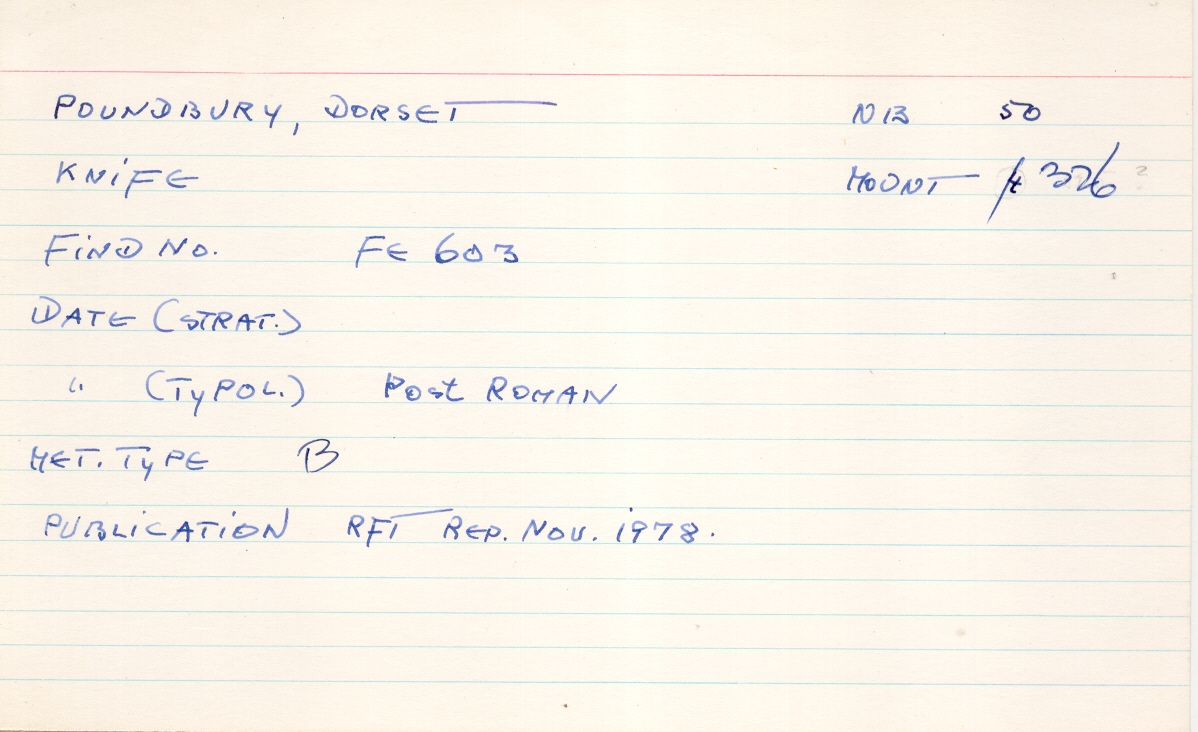 POUNDBURY, DORSET NB 50
KNIFE MOUNT 326
FIND NO. FE 603
DATE (STRAT.)
" (TYPOL.) POST ROMAN
MET. TYPE B
PUBLICATION RFT REP. NOV. 1978.